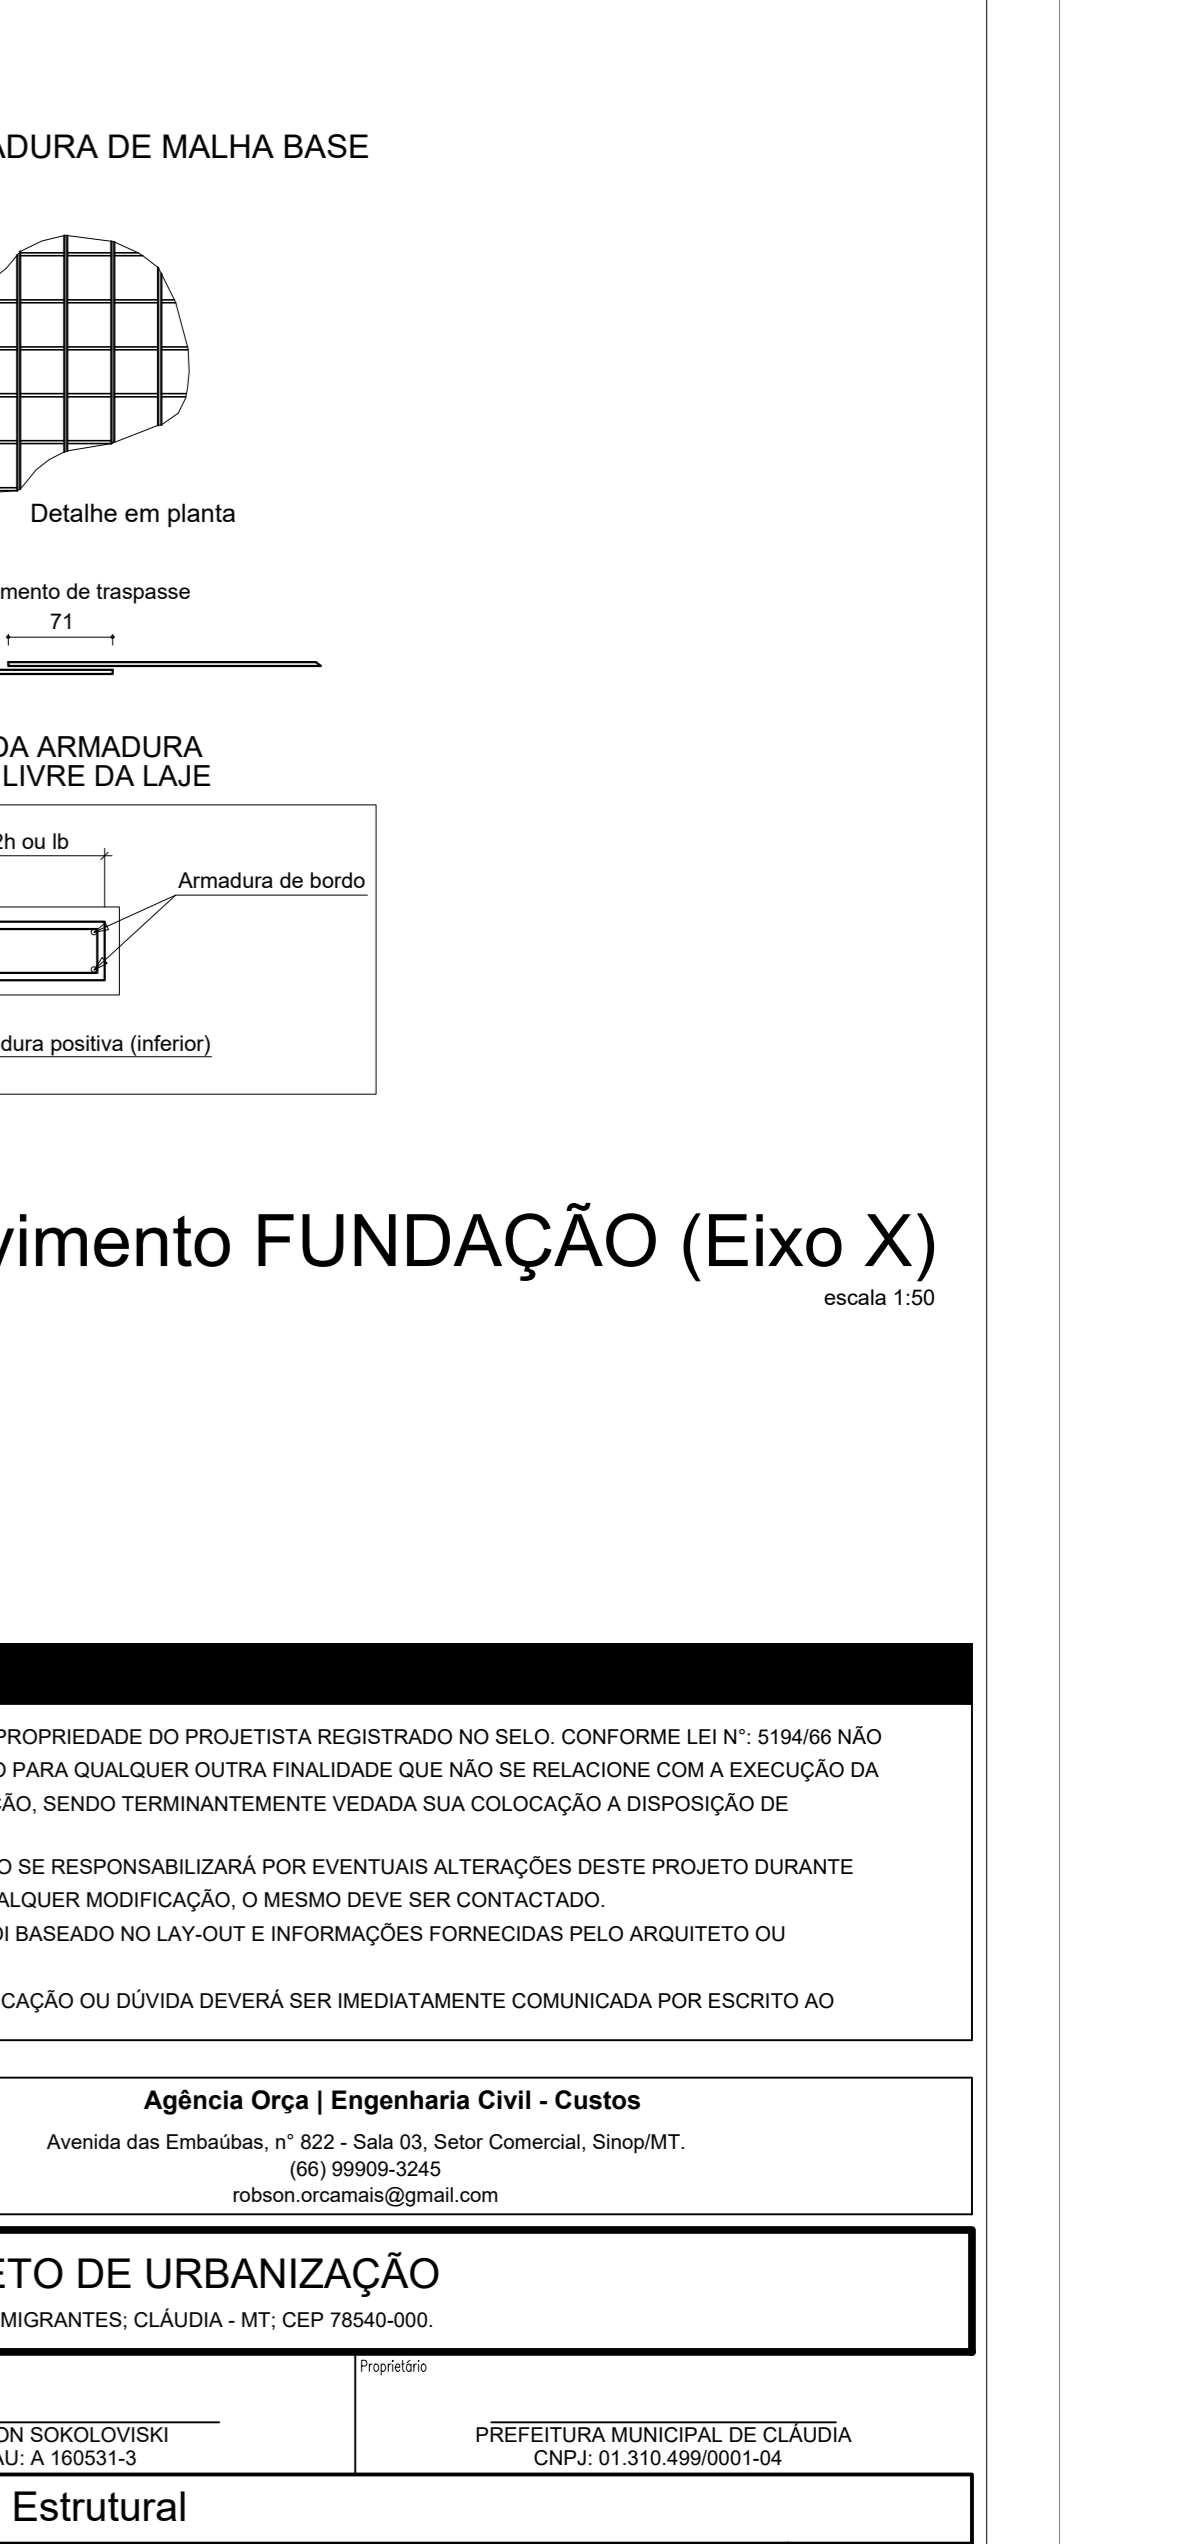 ADURA DE MALHA BASE
Detalhe em planta
mento de traspasse
71
DA ARMADURA
LIVRE DA LAJE
2h ou lb
Armadura de bordo
dura positiva (inferior)
vimento FUNDAÇÃO (Eixo X)
escala 1:50
PROPRIEDADE DO PROJETISTA REGISTRADO NO SELO. CONFORME LEI N°: 5194/66 NÃO
O PARA QUALQUER OUTRA FINALIDADE QUE NÃO SE RELACIONE COM A EXECUÇÃO DA
ÇÃO, SENDO TERMINANTEMENTE VEDADA SUA COLOCAÇÃO A DISPOSIÇÃO DE
O SE RESPONSABILIZARÁ POR EVENTUAIS ALTERAÇÕES DESTE PROJETO DURANTE
ALQUER MODIFICAÇÃO, O MESMO DEVE SER CONTACTADO.
OI BASEADO NO LAY-OUT E INFORMAÇÕES FORNECIDAS PELO ARQUITETO OU
OCAÇÃO OU DÚVIDA DEVERÁ SER IMEDIATAMENTE COMUNICADA POR ESCRITO AO
Agência Orça | Engenharia Civil - Custos
Avenida das Embaúbas, n° 822 - Sala 03, Setor Comercial, Sinop/MT.
(66) 99909-3245
robson.orcamais@gmail.com
ETO DE URBANIZAÇÃO
MIGRANTES; CLÁUDIA - MT; CEP 78540-000.
Proprietário
ON SOKOLOVISKI
AU: A 160531-3
PREFEITURA MUNICIPAL DE CLÁUDIA
CNPJ: 01.310.499/0001-04
Estrutural